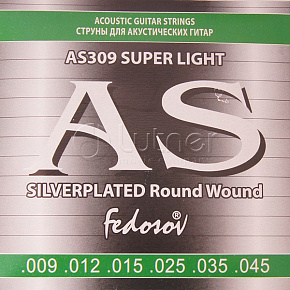 ACOUSTIC GUITAR STRINGS
СТРУНЫ ДЛЯ АКУСТИЧЕСКИХ ГИТАР
AS309 SUPER LIGHT
AS
Lutner
SILVERPLATED Round Wound
fedosov®
.009 .012 .015 .025 .035 .045